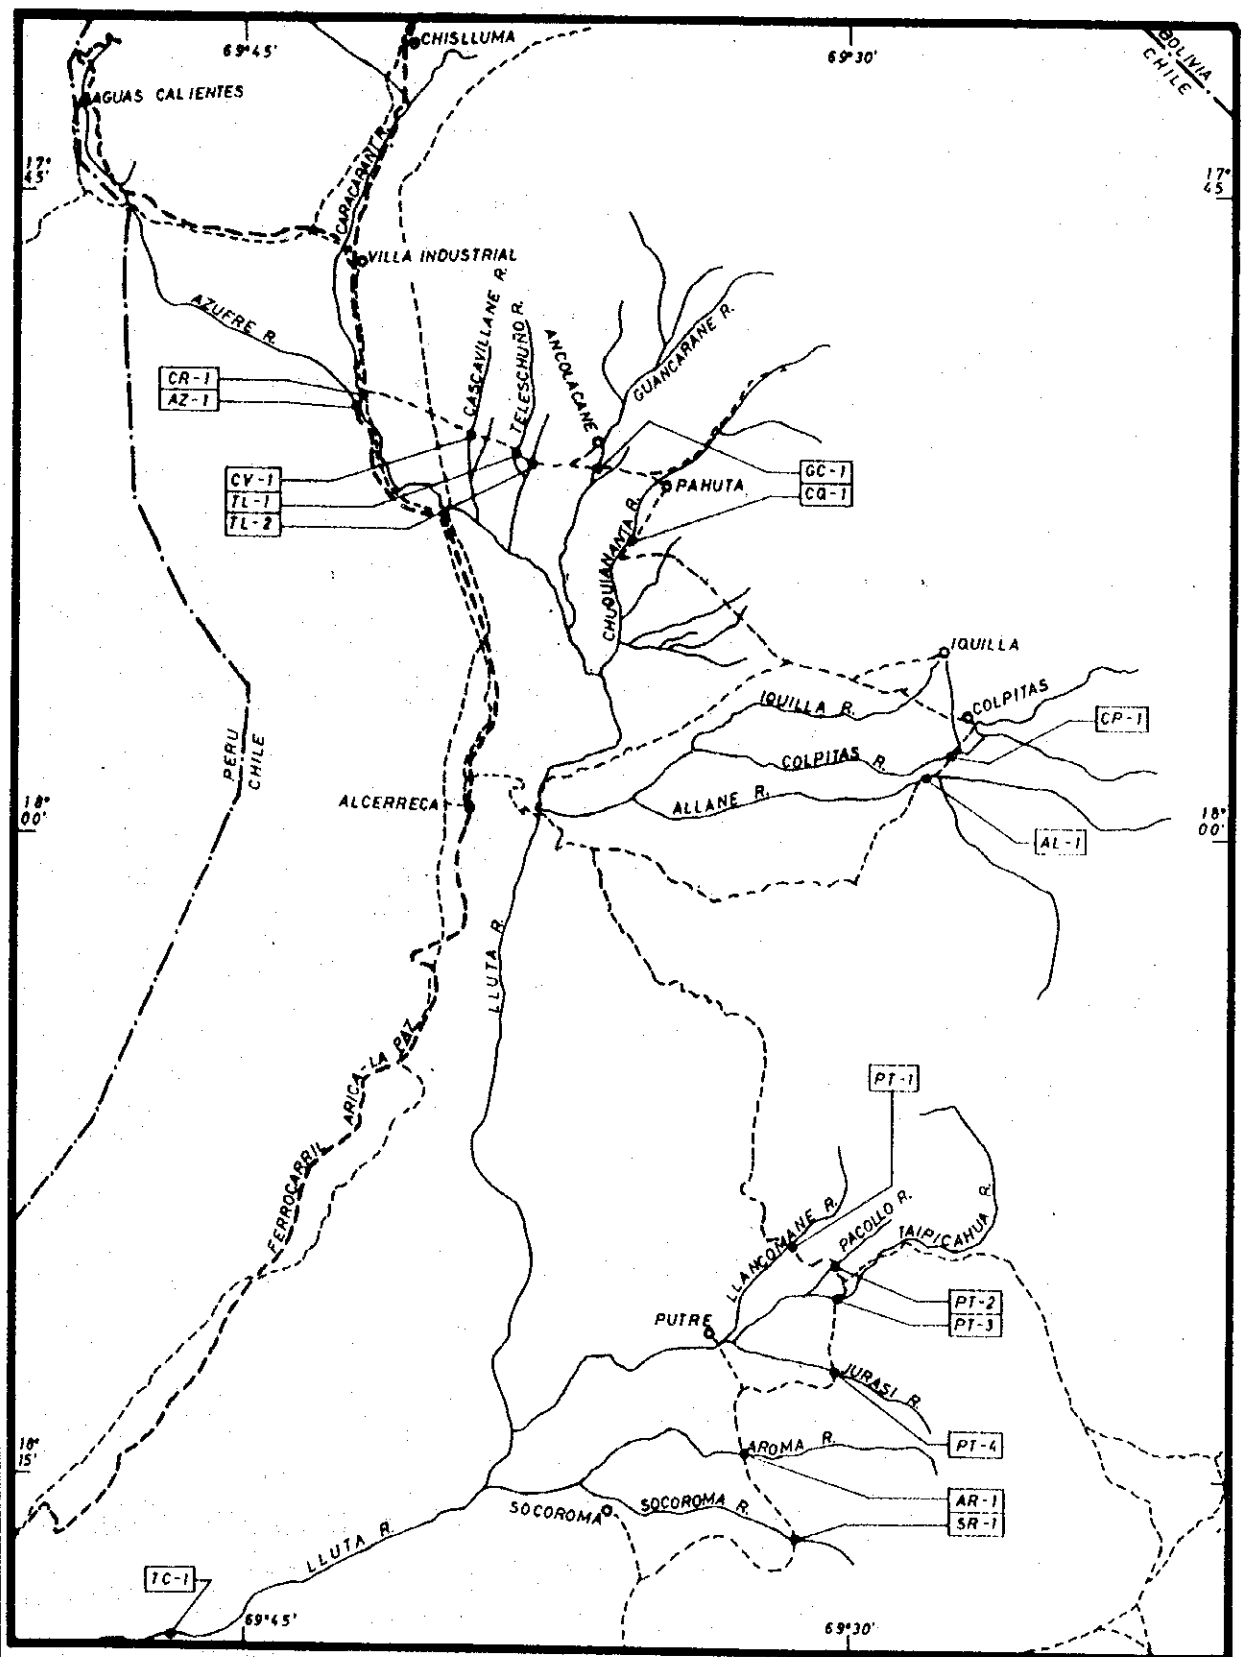 CHISLLUMA
69°45'
69°30'
BOLIVIA
CHILE
AGUAS CALIENTES
CARACARANI R.
17°
45'
17°
45
VILLA INDUSTRIAL
AZUFRE R.
CASCAVILLANE R.
TELESCHUÑO R.
ANCOLACANE
GUANCARANE R.
CR-1
AZ-1
CV-1
TL-1
TL-2
GC-1
CQ-1
PAHUTA
CHUQUIANANTA R.
IQUILLA
IQUILLA R.
COLPITAS
CP-1
COLPITAS R.
PERU
CHILE
ALCERRECA
ALLANE R.
18°
00'
18°
00'
AL-1
LLUTA R.
FERROCARRIL ARICA-LA PAZ
PT-1
LLANCOMANE R.
PACOLLO R.
TAIPICAHUA R.
PUTRE
PT-2
PT-3
JURASI R.
18°
15'
AROMA R.
PT-4
SOCOROMA
SOCOROMA R.
AR-1
SR-1
LLUTA R.
TC-1
69°45'
69°30'